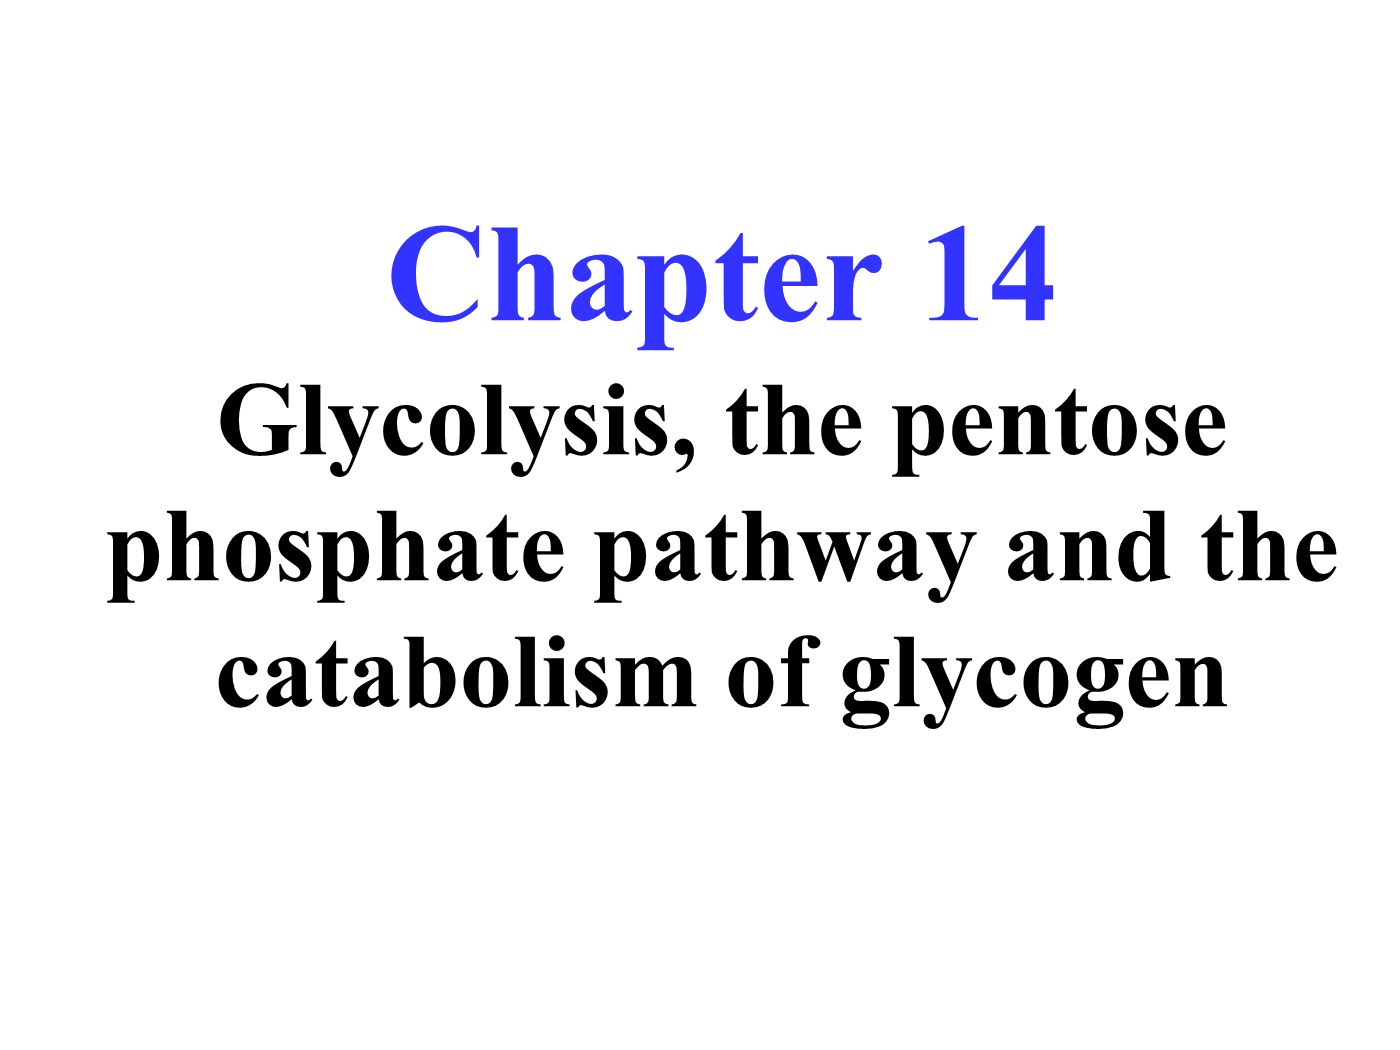 Chapter 14
Glycolysis, the pentose
phosphate pathway and the
catabolism of glycogen